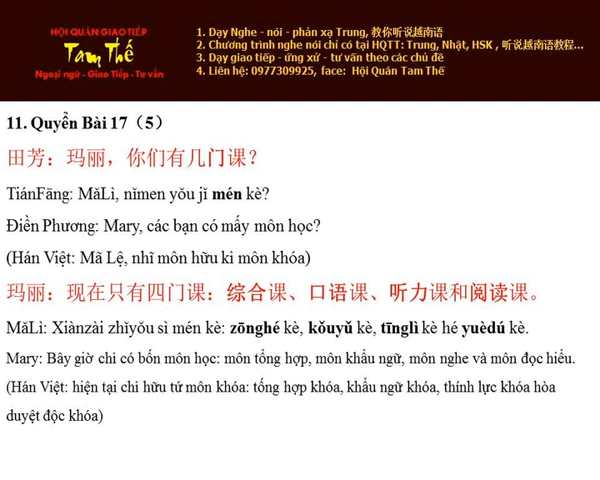 HỘI QUÁN GIAO TIẾP
Tam Thế
Ngoại ngữ - Giao Tiếp - Tư vấn
1. Dạy Nghe - nói - phản xạ Trung, 教你听说越南语
2. Chương trình nghe nói chỉ có tại HQTT: Trung, Nhật, HSK , 听说越南语教程...
3. Dạy giao tiếp - ứng xử - tư vấn theo các chủ đề
4. Liên hệ: 0977309925, face: Hội Quán Tam Thế
11. Quyển Bài 17（5）
田芳：玛丽，你们有几门课？
TiánFāng: MǎLì, nǐmen yǒu jǐ mén kè?
Điền Phương: Mary, các bạn có mấy môn học?
(Hán Việt: Mã Lệ, nhĩ môn hữu ki môn khóa)
玛丽：现在只有四门课：综合课、口语课、听力课和阅读课。
MǎLì: Xiànzài zhǐyǒu sì mén kè: zōnghé kè, kǒuyǔ kè, tīnglì kè hé yuèdú kè.
Mary: Bây giờ chỉ có bốn môn học: môn tổng hợp, môn khẩu ngữ, môn nghe và môn đọc hiểu.
(Hán Việt: hiện tại chi hữu tứ môn khóa: tống hợp khóa, khẩu ngữ khóa, thính lực khóa hòa
duyệt độc khóa)